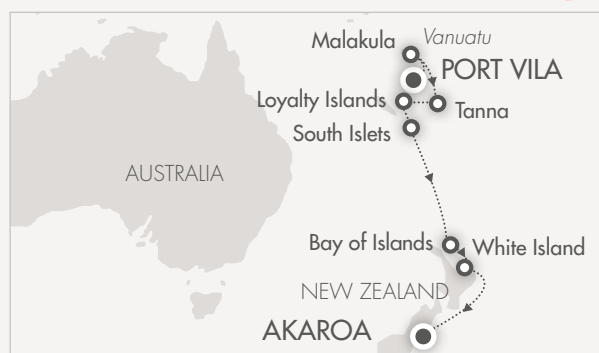 Malakula
Vanuatu
PORT VILA
Loyalty Islands
Tanna
South Islets
AUSTRALIA
Bay of Islands
White Island
NEW ZEALAND
AKAROA